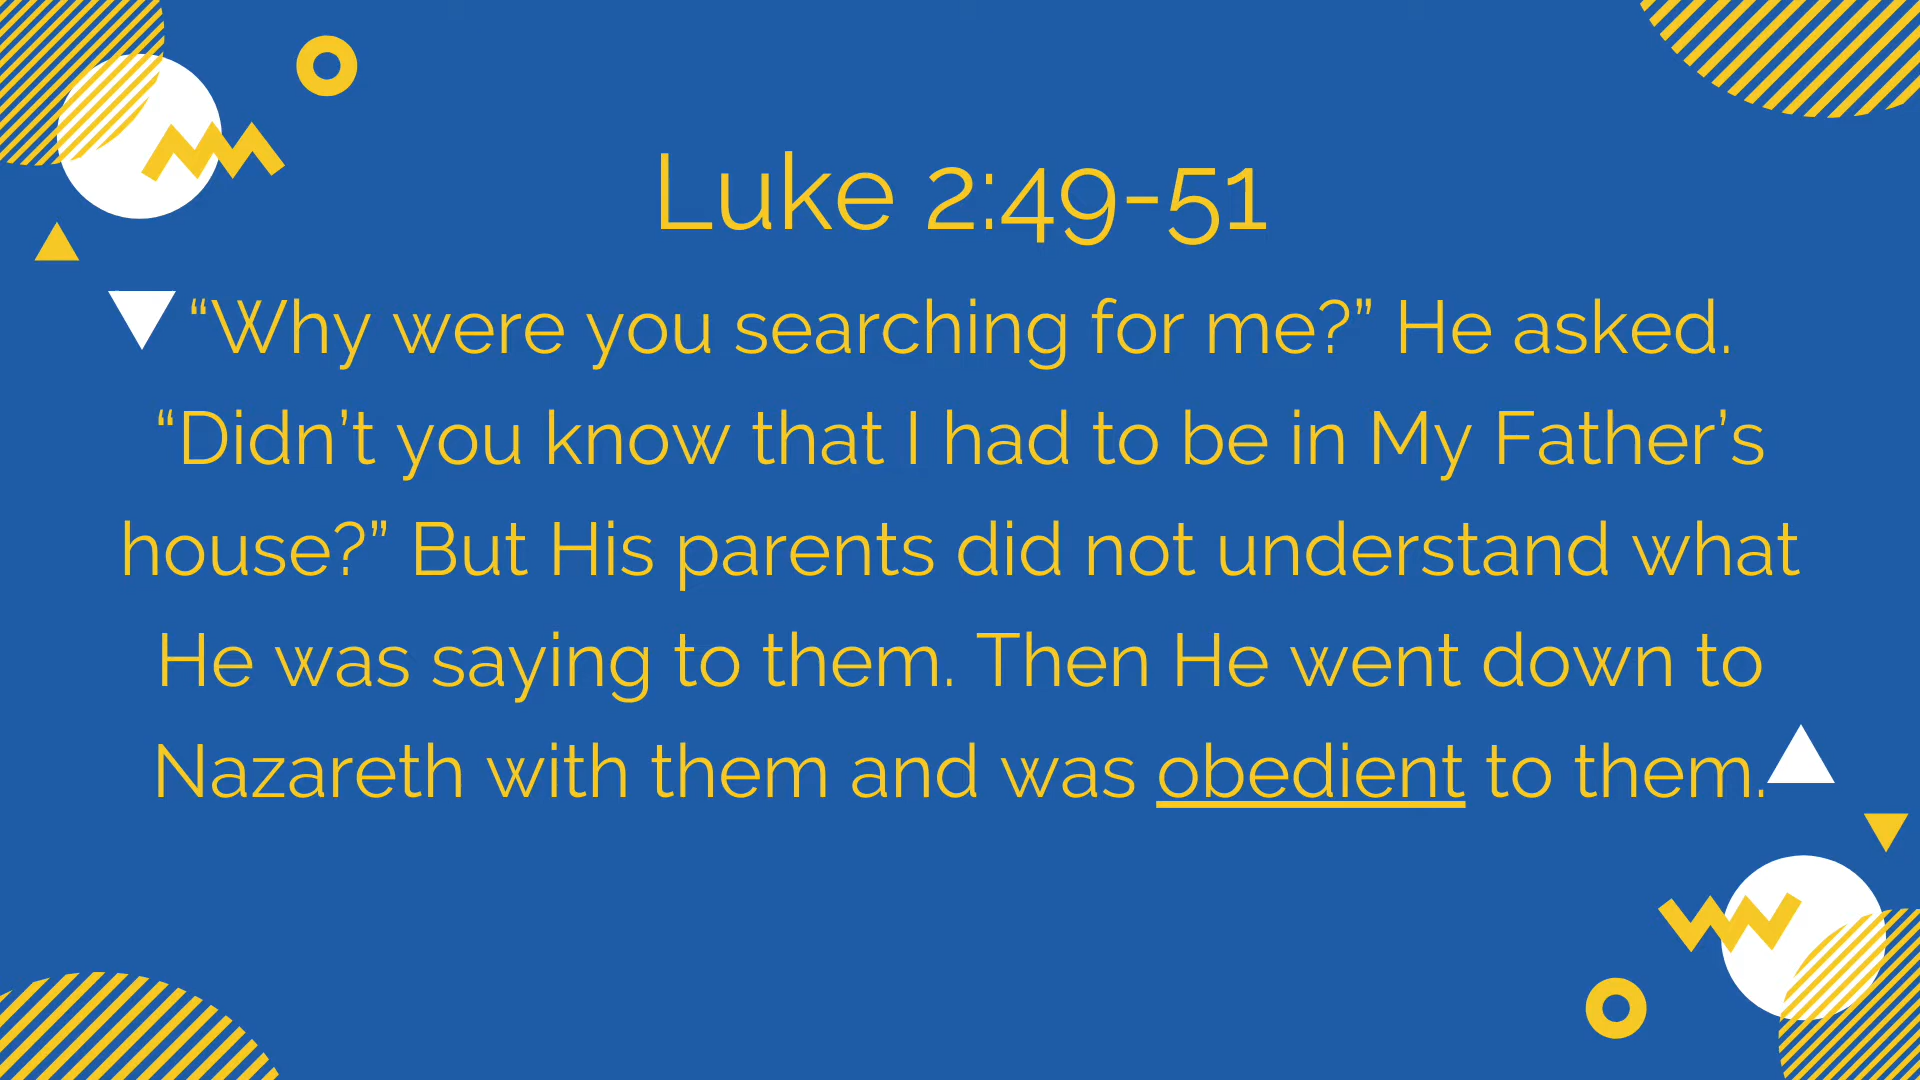 Luke 2:49-51
“Why were you searching for me?” He asked.
“Didn’t you know that I had to be in My Father’s
house?” But His parents did not understand what
He was saying to them. Then He went down to
Nazareth with them and was obedient to them.